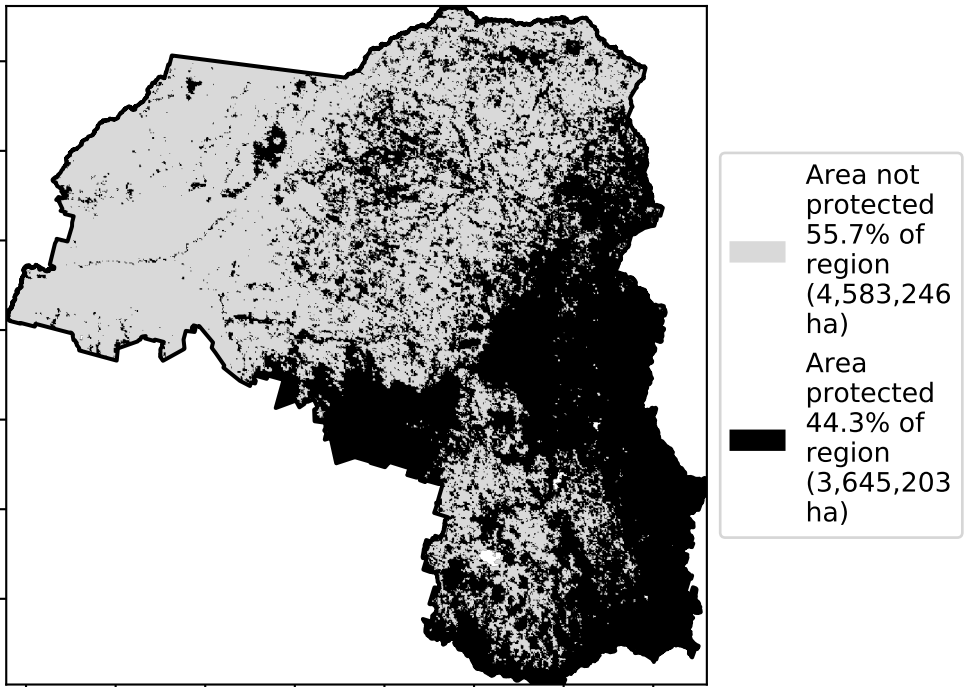 Area not
protected
55.7% of
region
(4,583,246
ha)
Area
protected
44.3% of
region
(3,645,203
ha)